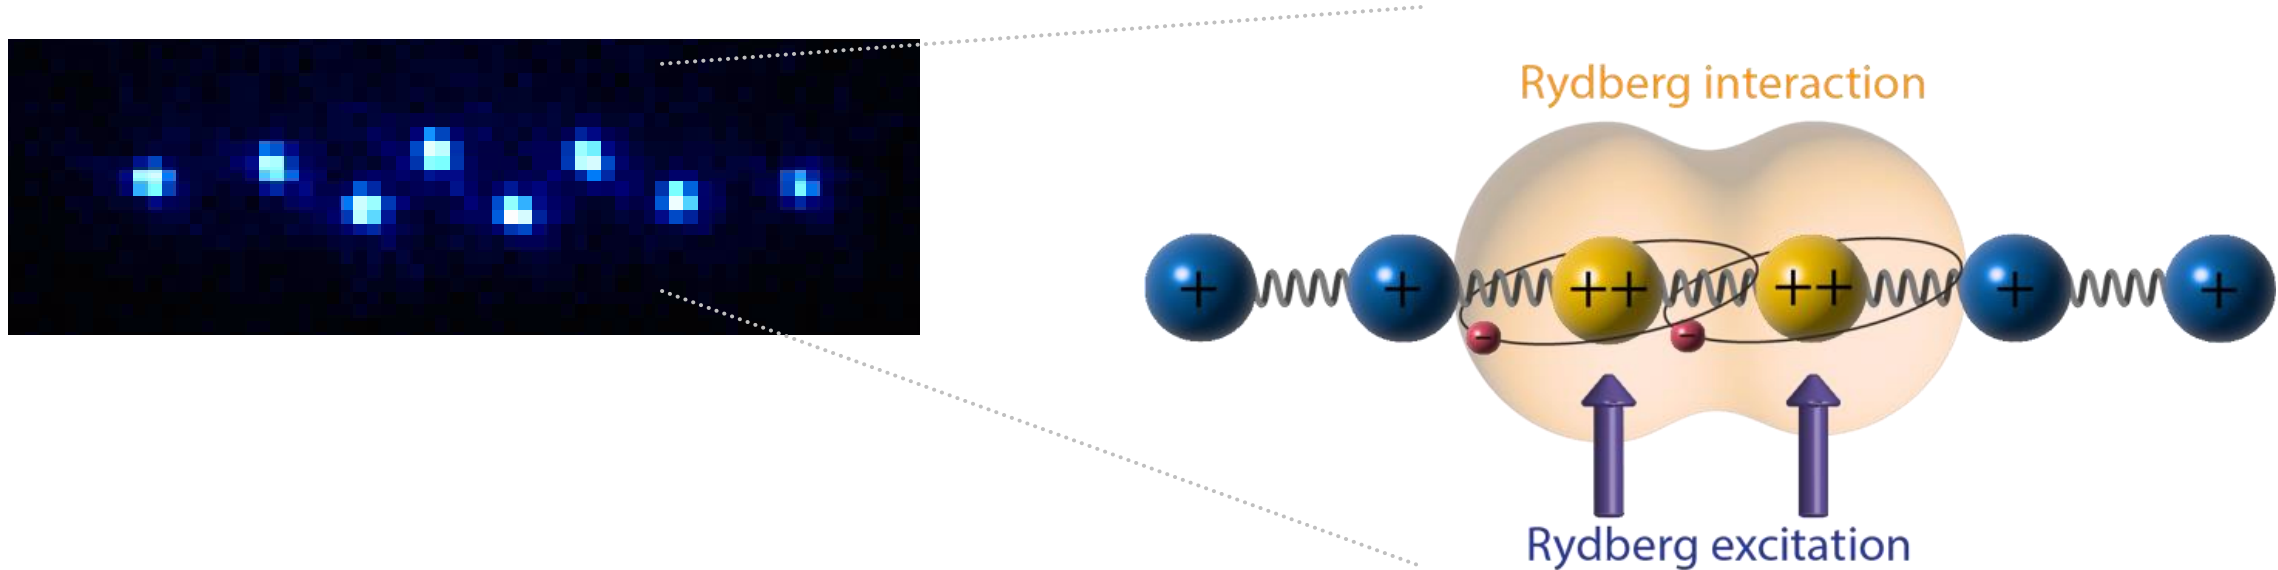 Rydberg interaction
+ + ++ ++ + +
- -
Rydberg excitation